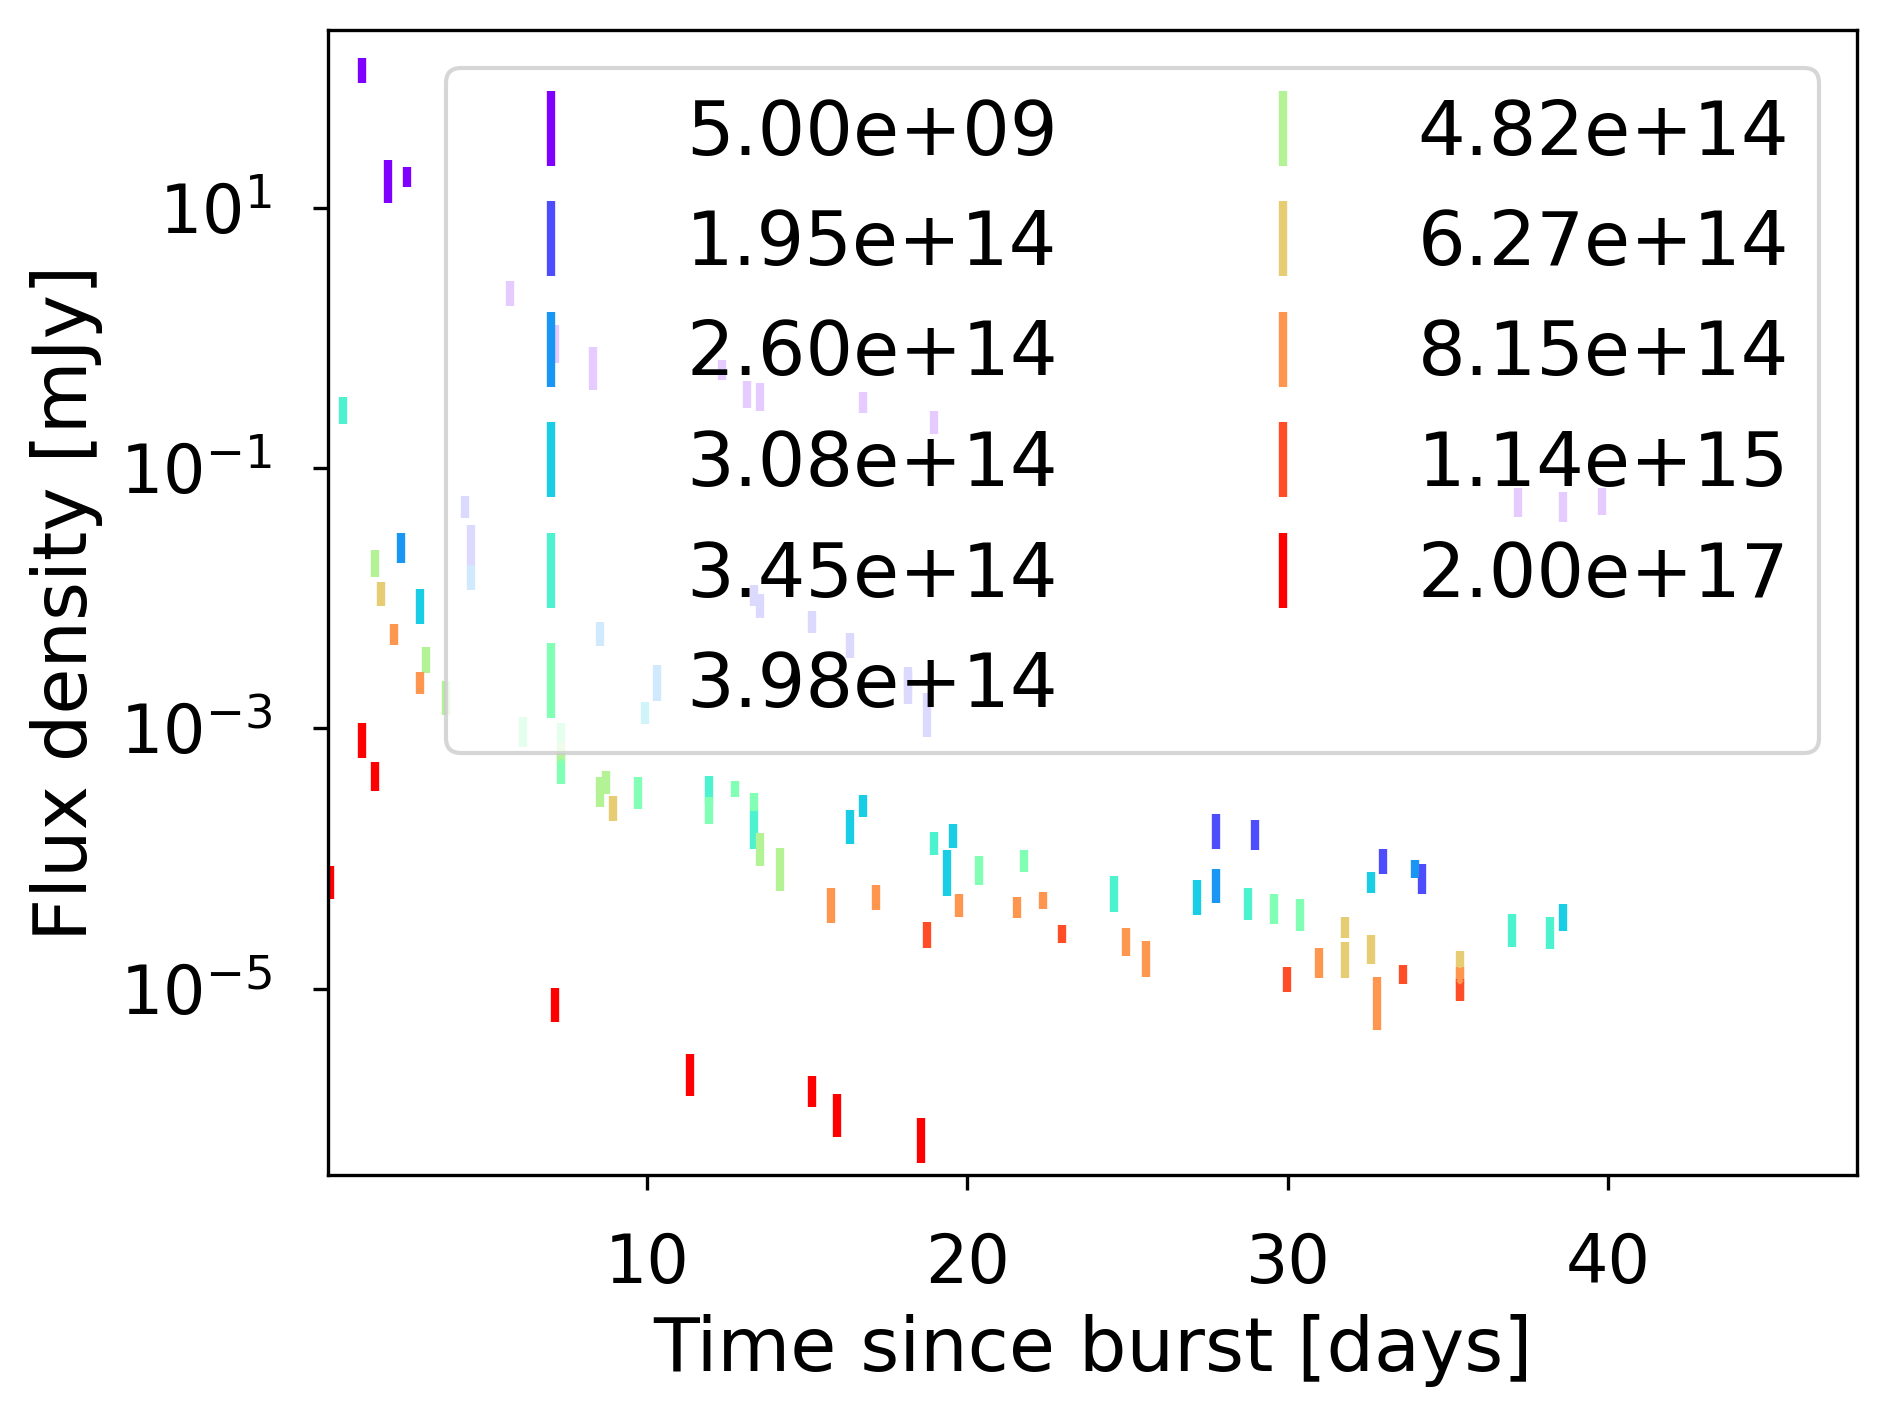 Flux density [mJy]
10¹
10⁻¹
10⁻³
10⁻⁵
5.00e+09
1.95e+14
2.60e+14
3.08e+14
3.45e+14
3.98e+14
4.82e+14
6.27e+14
8.15e+14
1.14e+15
2.00e+17
10 20 30 40
Time since burst [days]